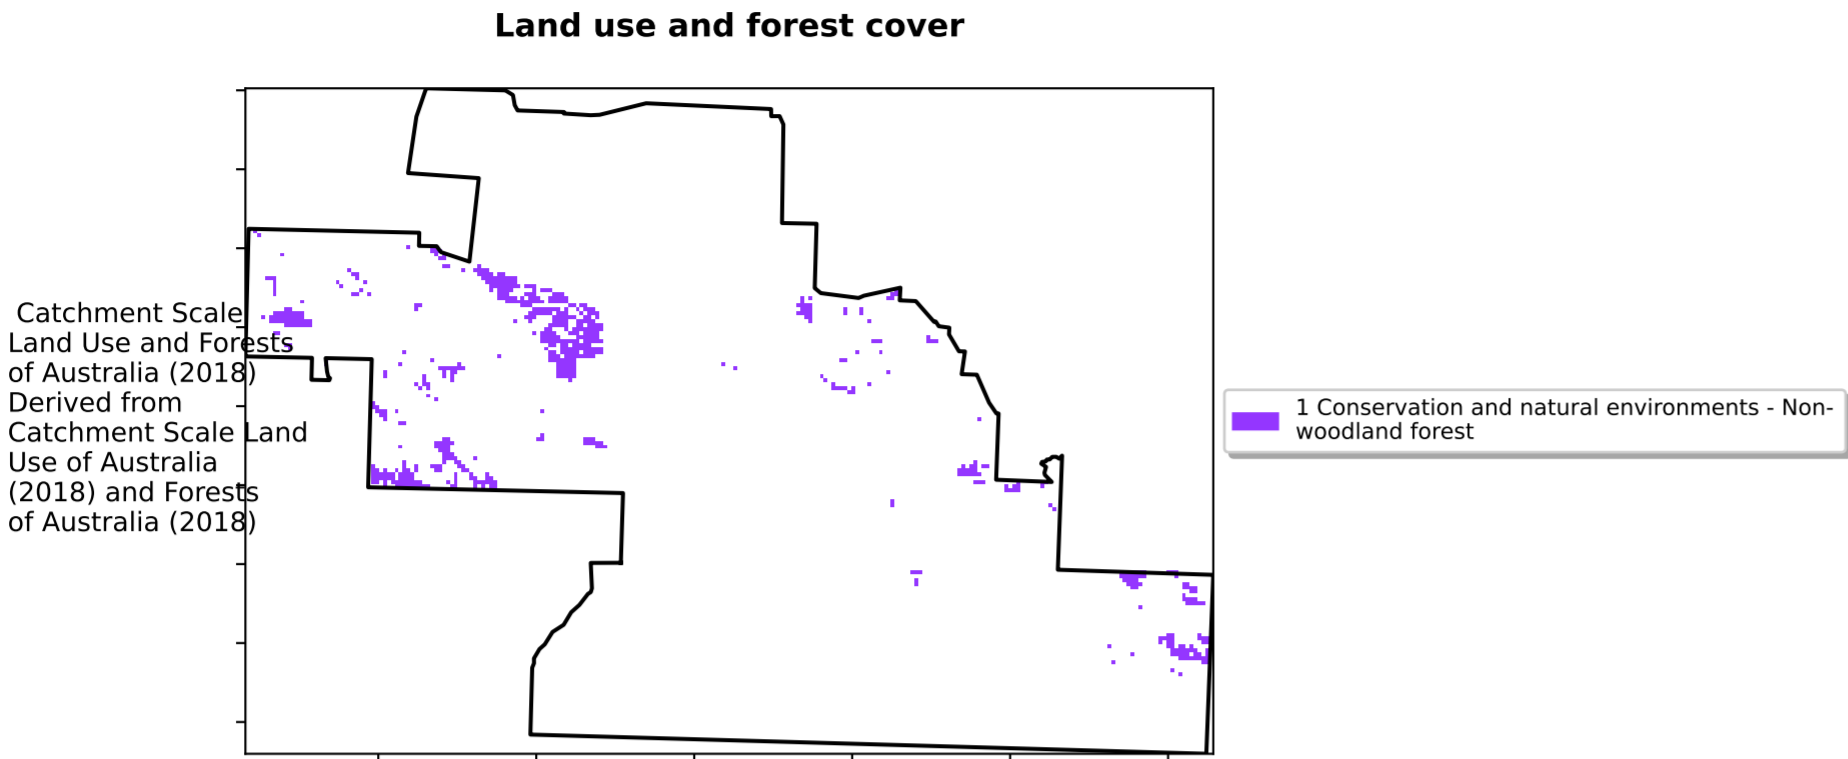 Land use and forest cover
Catchment Scale
Land Use and Forests
of Australia (2018)
Derived from
Catchment Scale Land
Use of Australia
(2018) and Forests
of Australia (2018)
1 Conservation and natural environments - Non-
woodland forest